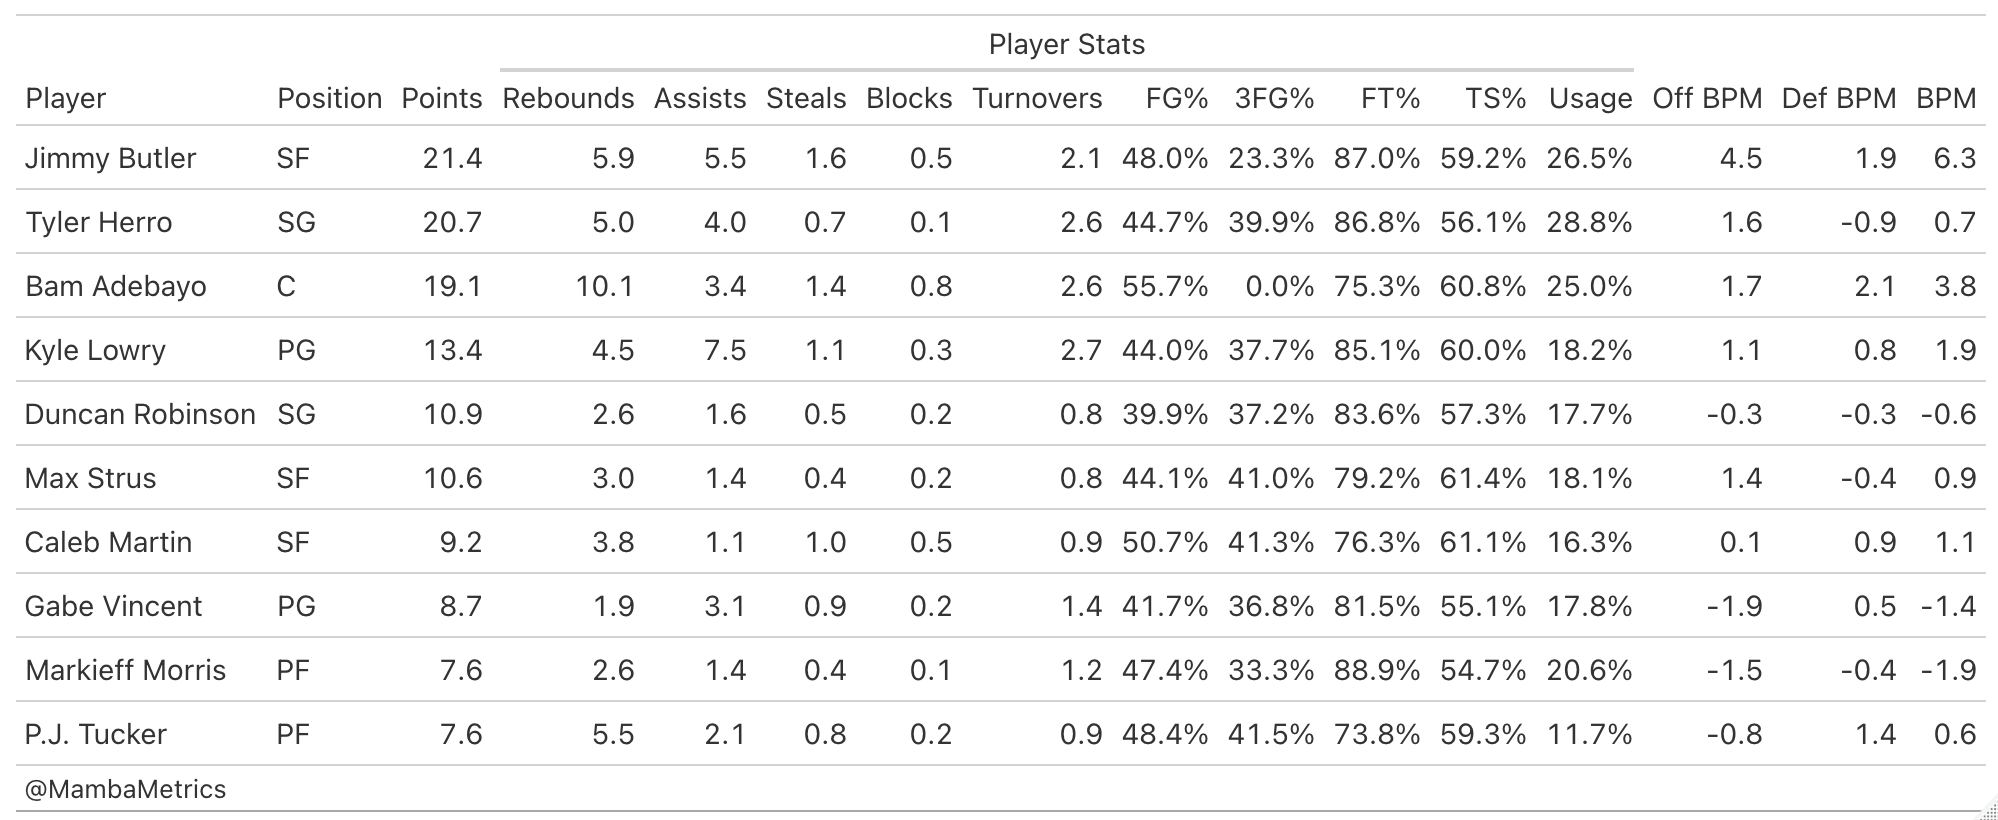 Player Stats
Player Position Points Rebounds Assists Steals Blocks Turnovers FG% 3FG% FT% TS% Usage Off BPM Def BPM BPM
Jimmy Butler SF 21.4 5.9 5.5 1.6 0.5 2.1 48.0% 23.3% 87.0% 59.2% 26.5% 4.5 1.9 6.3
Tyler Herro SG 20.7 5.0 4.0 0.7 0.1 2.6 44.7% 39.9% 86.8% 56.1% 28.8% 1.6 -0.9 0.7
Bam Adebayo C 19.1 10.1 3.4 1.4 0.8 2.6 55.7% 0.0% 75.3% 60.8% 25.0% 1.7 2.1 3.8
Kyle Lowry PG 13.4 4.5 7.5 1.1 0.3 2.7 44.0% 37.7% 85.1% 60.0% 18.2% 1.1 0.8 1.9
Duncan Robinson SG 10.9 2.6 1.6 0.5 0.2 0.8 39.9% 37.2% 83.6% 57.3% 17.7% -0.3 -0.3 -0.6
Max Strus SF 10.6 3.0 1.4 0.4 0.2 0.8 44.1% 41.0% 79.2% 61.4% 18.1% 1.4 -0.4 0.9
Caleb Martin SF 9.2 3.8 1.1 1.0 0.5 0.9 50.7% 41.3% 76.3% 61.1% 16.3% 0.1 0.9 1.1
Gabe Vincent PG 8.7 1.9 3.1 0.9 0.2 1.4 41.7% 36.8% 81.5% 55.1% 17.8% -1.9 0.5 -1.4
Markieff Morris PF 7.6 2.6 1.4 0.4 0.1 1.2 47.4% 33.3% 88.9% 54.7% 20.6% -1.5 -0.4 -1.9
P.J. Tucker PF 7.6 5.5 2.1 0.8 0.2 0.9 48.4% 41.5% 73.8% 59.3% 11.7% -0.8 1.4 0.6
@MambaMetrics